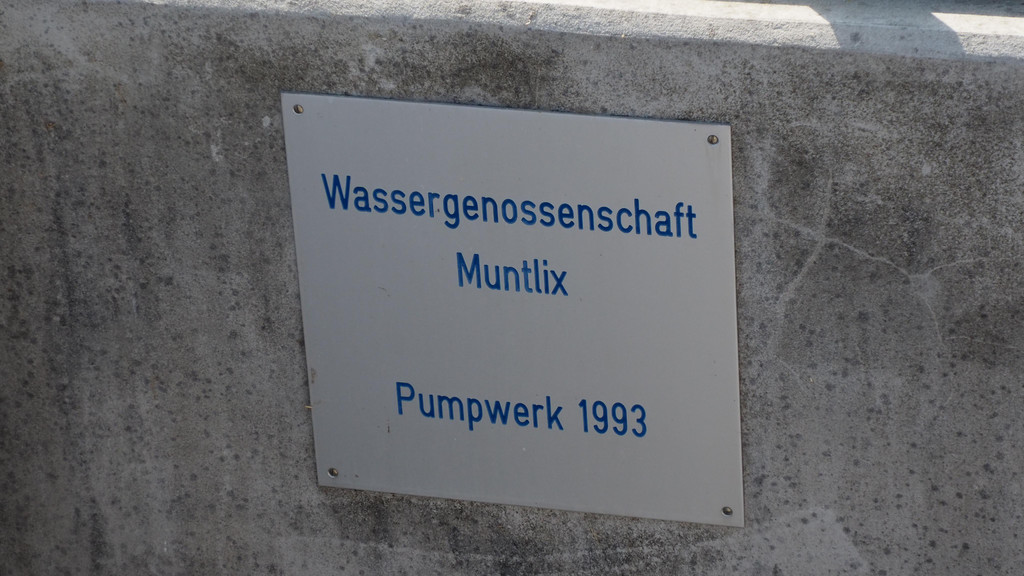 Wassergenossenschaft
Muntlix
Pumpwerk 1993